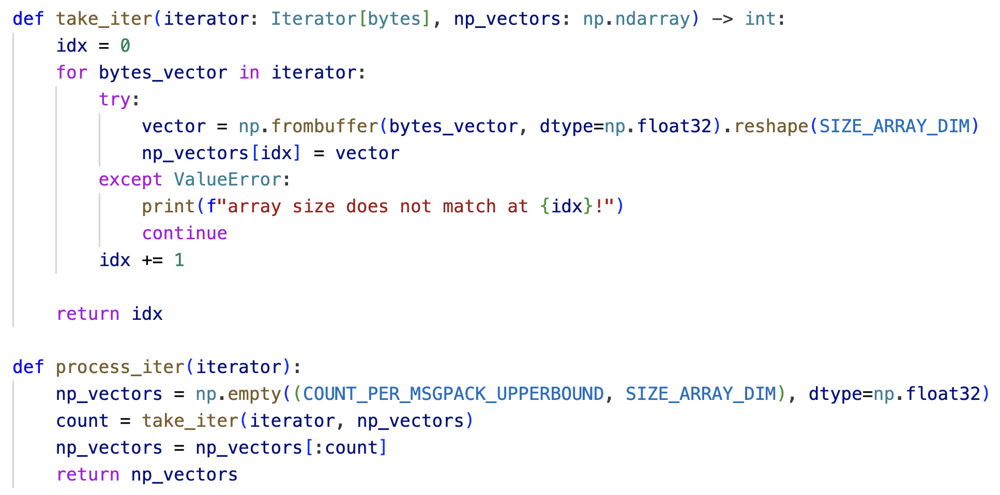 def take_iter(iterator: Iterator[bytes], np_vectors: np.ndarray) -> int:
    idx = 0
    for bytes_vector in iterator:
        try:
            vector = np.frombuffer(bytes_vector, dtype=np.float32).reshape(SIZE_ARRAY_DIM)
            np_vectors[idx] = vector
        except ValueError:
            print(f"array size does not match at {idx}!")
            continue
        idx += 1

    return idx

def process_iter(iterator):
    np_vectors = np.empty((COUNT_PER_MSGPACK_UPPERBOUND, SIZE_ARRAY_DIM), dtype=np.float32)
    count = take_iter(iterator, np_vectors)
    np_vectors = np_vectors[:count]
    return np_vectors